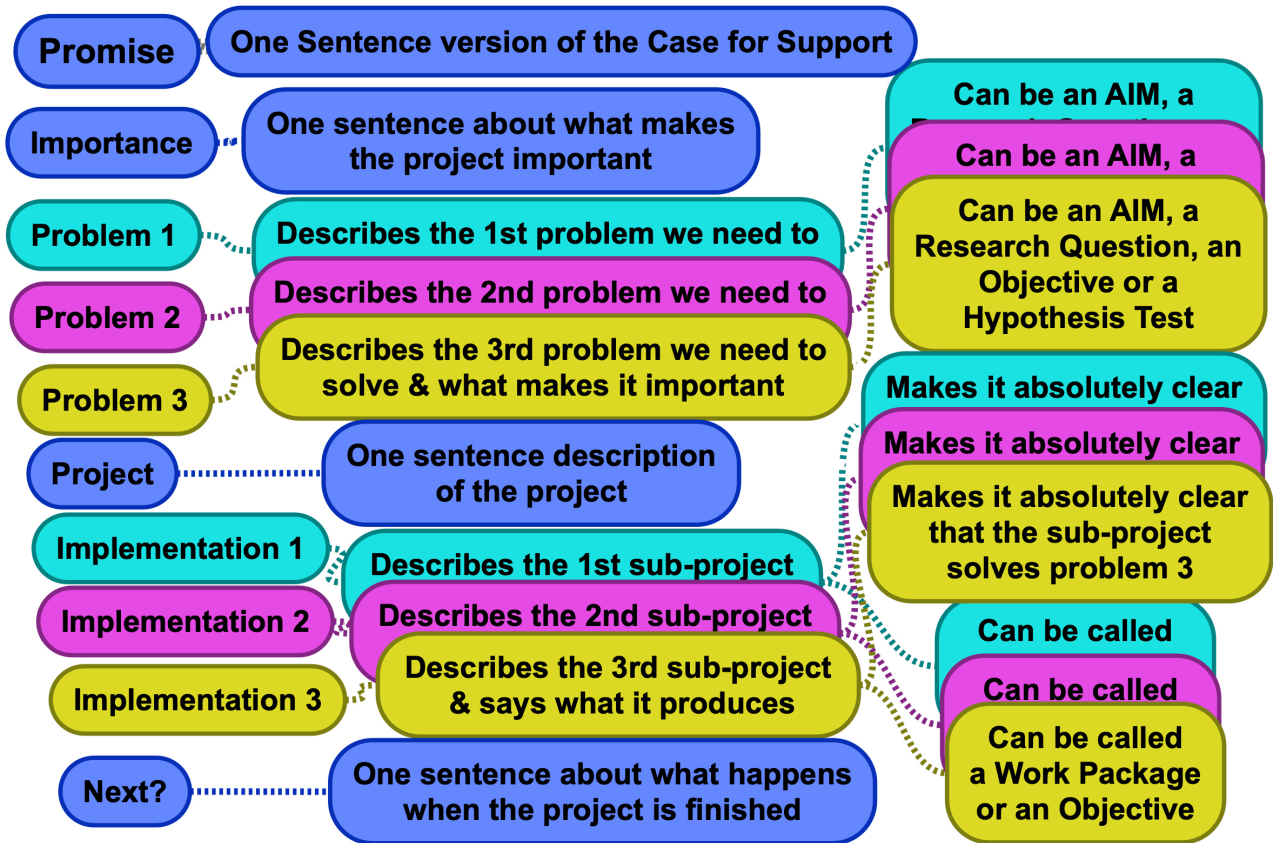 Promise
One Sentence version of the Case for Support
Importance
One sentence about what makes
the project important
Problem 1
Describes the 1st problem we need to
Can be an AIM, a
Problem 2
Describes the 2nd problem we need to
Can be an AIM, a
Problem 3
Describes the 3rd problem we need to
solve & what makes it important
Can be an AIM, a
Research Question, an
Objective or a
Hypothesis Test
Project
One sentence description
of the project
Implementation 1
Describes the 1st sub-project
Makes it absolutely clear
Can be called
Implementation 2
Describes the 2nd sub-project
Makes it absolutely clear
Can be called
Implementation 3
Describes the 3rd sub-project
& says what it produces
Makes it absolutely clear
that the sub-project
solves problem 3
Can be called
a Work Package
or an Objective
Next?
One sentence about what happens
when the project is finished